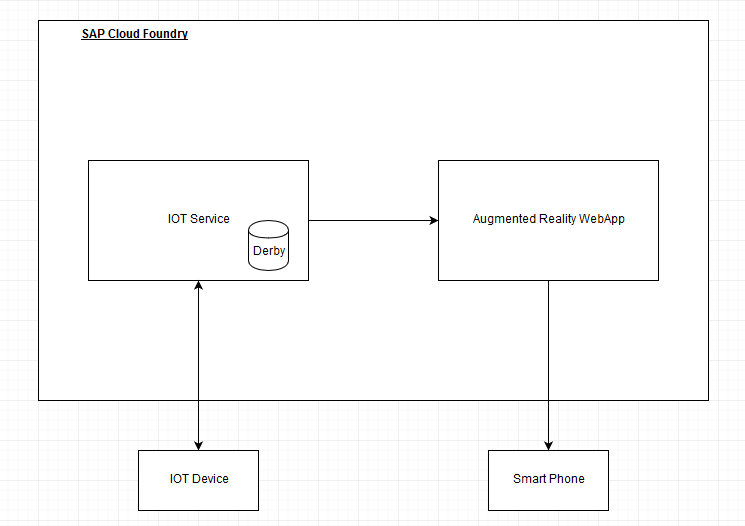 SAP Cloud Foundry
IOT Service
Derby
Augmented Reality WebApp
IOT Device
Smart Phone